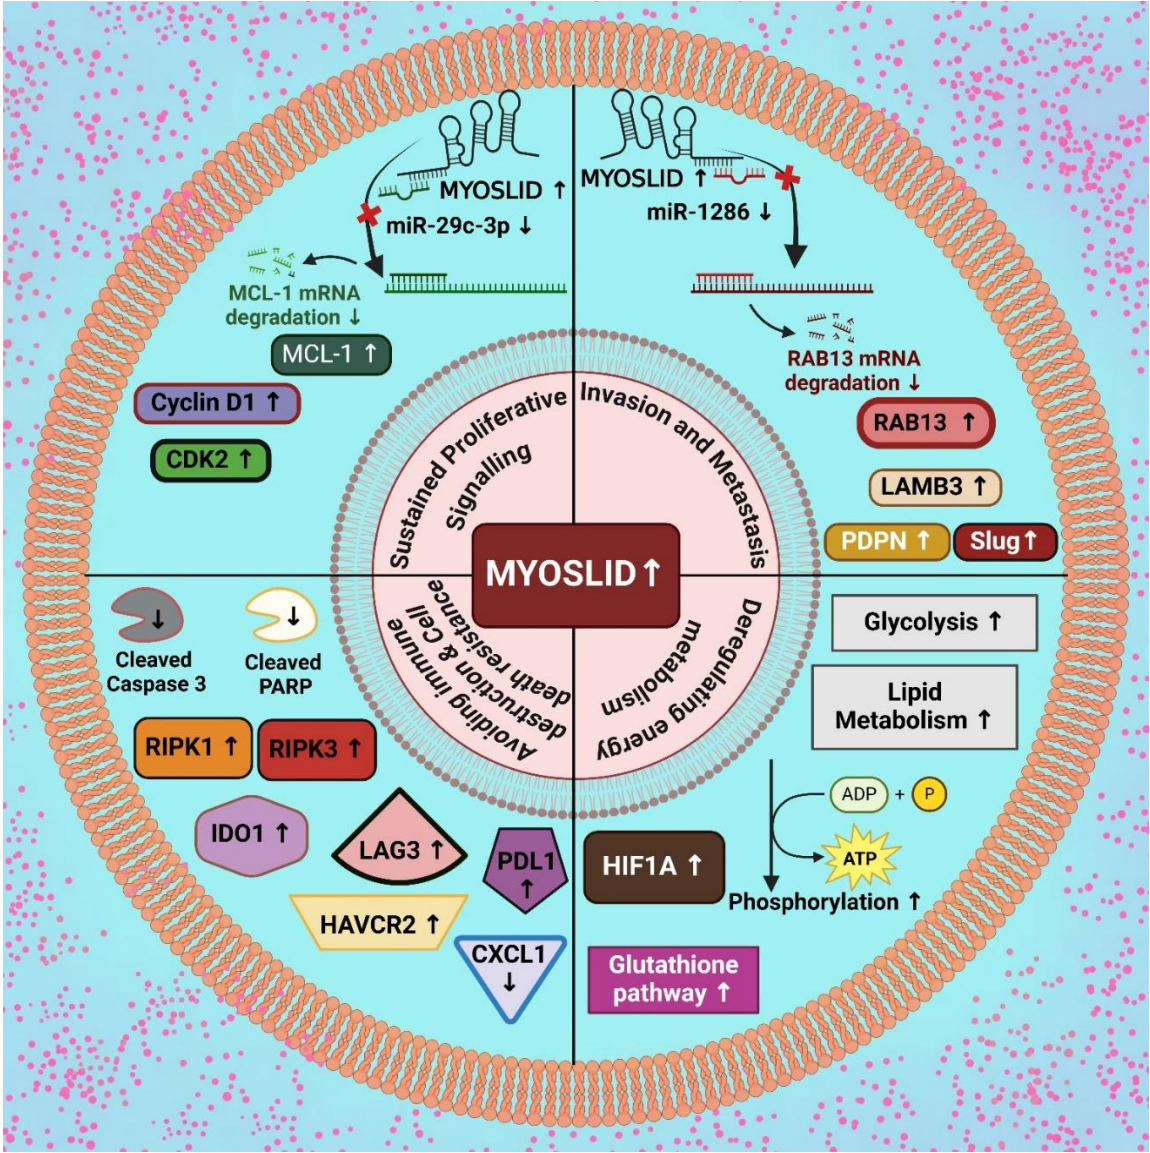 MYOSLID ↑
miR-29c-3p ↓
MCL-1 mRNA
degradation ↓
MCL-1 ↑
Cyclin D1 ↑
CDK2 ↑
MYOSLID ↑
miR-1286 ↓
RAB13 mRNA
degradation ↓
RAB13 ↑
LAMB3 ↑
PDPN ↑
Slug↑
Sustained Proliferative
Signalling
Invasion and Metastasis
MYOSLID↑
Avoiding immune
destruction & Cell
death resistance
Deregulating energy
metabolism
↓
Cleaved
Caspase 3
↓
Cleaved
PARP
RIPK1 ↑
RIPK3 ↑
IDO1 ↑
LAG3 ↑
PDL1
↑
HAVCR2 ↑
CXCL1
↓
Glycolysis ↑
Lipid
Metabolism ↑
ADP + P
ATP
Phosphorylation ↑
HIF1A ↑
Glutathione
pathway ↑